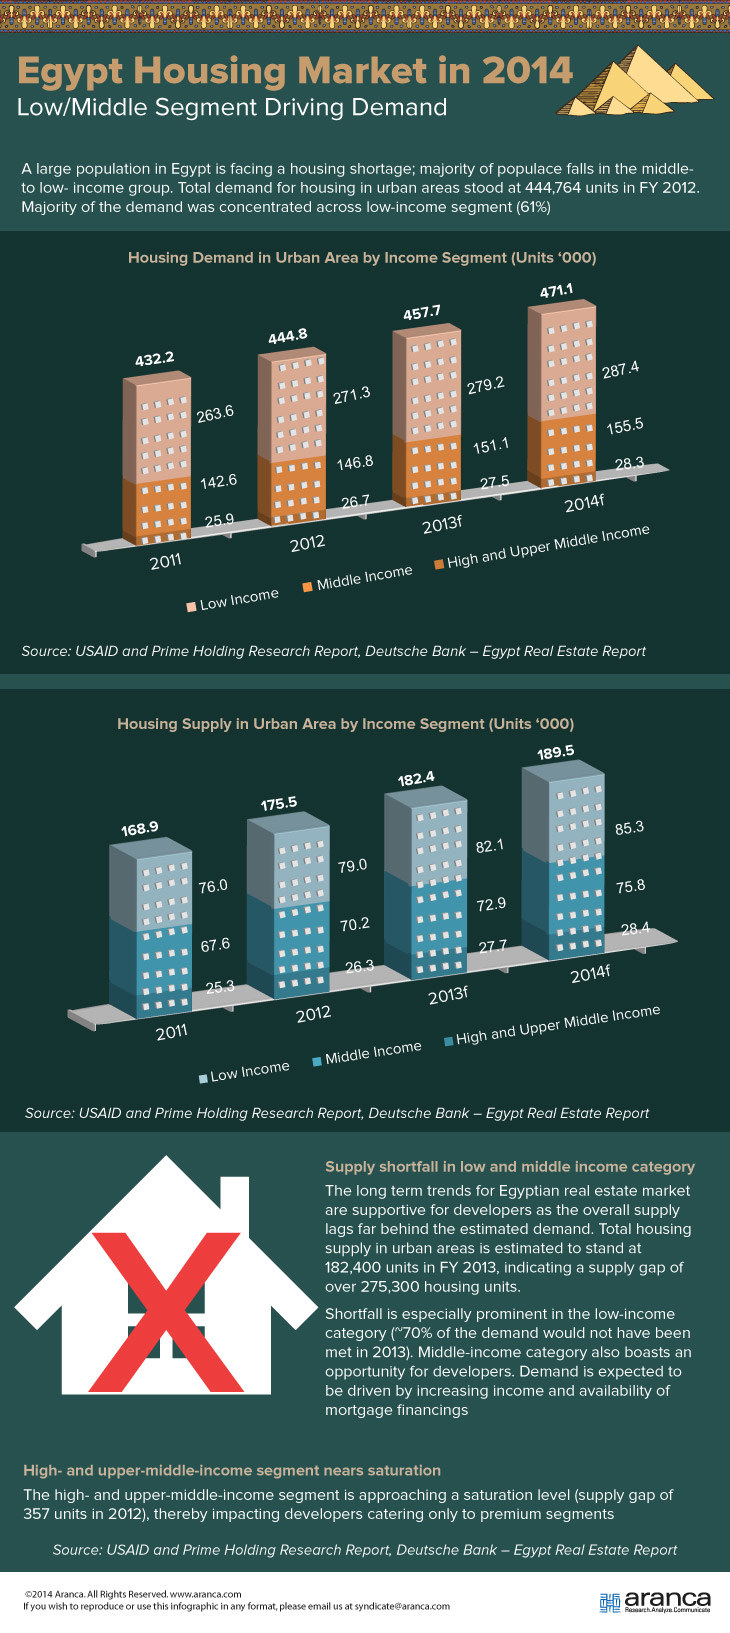 Egypt Housing Market in 2014
Low/Middle Segment Driving Demand
A large population in Egypt is facing a housing shortage; majority of populace falls in the middle-
to low- income group. Total demand for housing in urban areas stood at 444,764 units in FY 2012.
Majority of the demand was concentrated across low-income segment (61%)
Housing Demand in Urban Area by Income Segment (Units ‘000)
432.2
444.8
457.7
471.1
263.6
271.3
279.2
287.4
142.6
146.8
151.1
155.5
25.9
26.7
27.5
28.3
2011
2012
2013f
2014f
Low Income
Middle Income
High and Upper Middle Income
Source: USAID and Prime Holding Research Report, Deutsche Bank – Egypt Real Estate Report
Housing Supply in Urban Area by Income Segment (Units ‘000)
168.9
175.5
182.4
189.5
76.0
79.0
82.1
85.3
67.6
70.2
72.9
75.8
25.3
26.3
27.7
28.4
2011
2012
2013f
2014f
Low Income
Middle Income
High and Upper Middle Income
Source: USAID and Prime Holding Research Report, Deutsche Bank – Egypt Real Estate Report
Supply shortfall in low and middle income category
The long term trends for Egyptian real estate market
are supportive for developers as the overall supply
lags far behind the estimated demand. Total housing
supply in urban areas is estimated to stand at
182,400 units in FY 2013, indicating a supply gap of
over 275,300 housing units.
Shortfall is especially prominent in the low-income
category (~70% of the demand would not have been
met in 2013). Middle-income category also boasts an
opportunity for developers. Demand is expected to
be driven by increasing income and availability of
mortgage financings
High- and upper-middle-income segment nears saturation
The high- and upper-middle-income segment is approaching a saturation level (supply gap of
357 units in 2012), thereby impacting developers catering only to premium segments
Source: USAID and Prime Holding Research Report, Deutsche Bank – Egypt Real Estate Report
©2014 Aranca. All Rights Reserved. www.aranca.com
If you wish to reproduce or use this infographic in any format, please email us at syndicate@aranca.com
aranca
Research.Analyze.Communicate